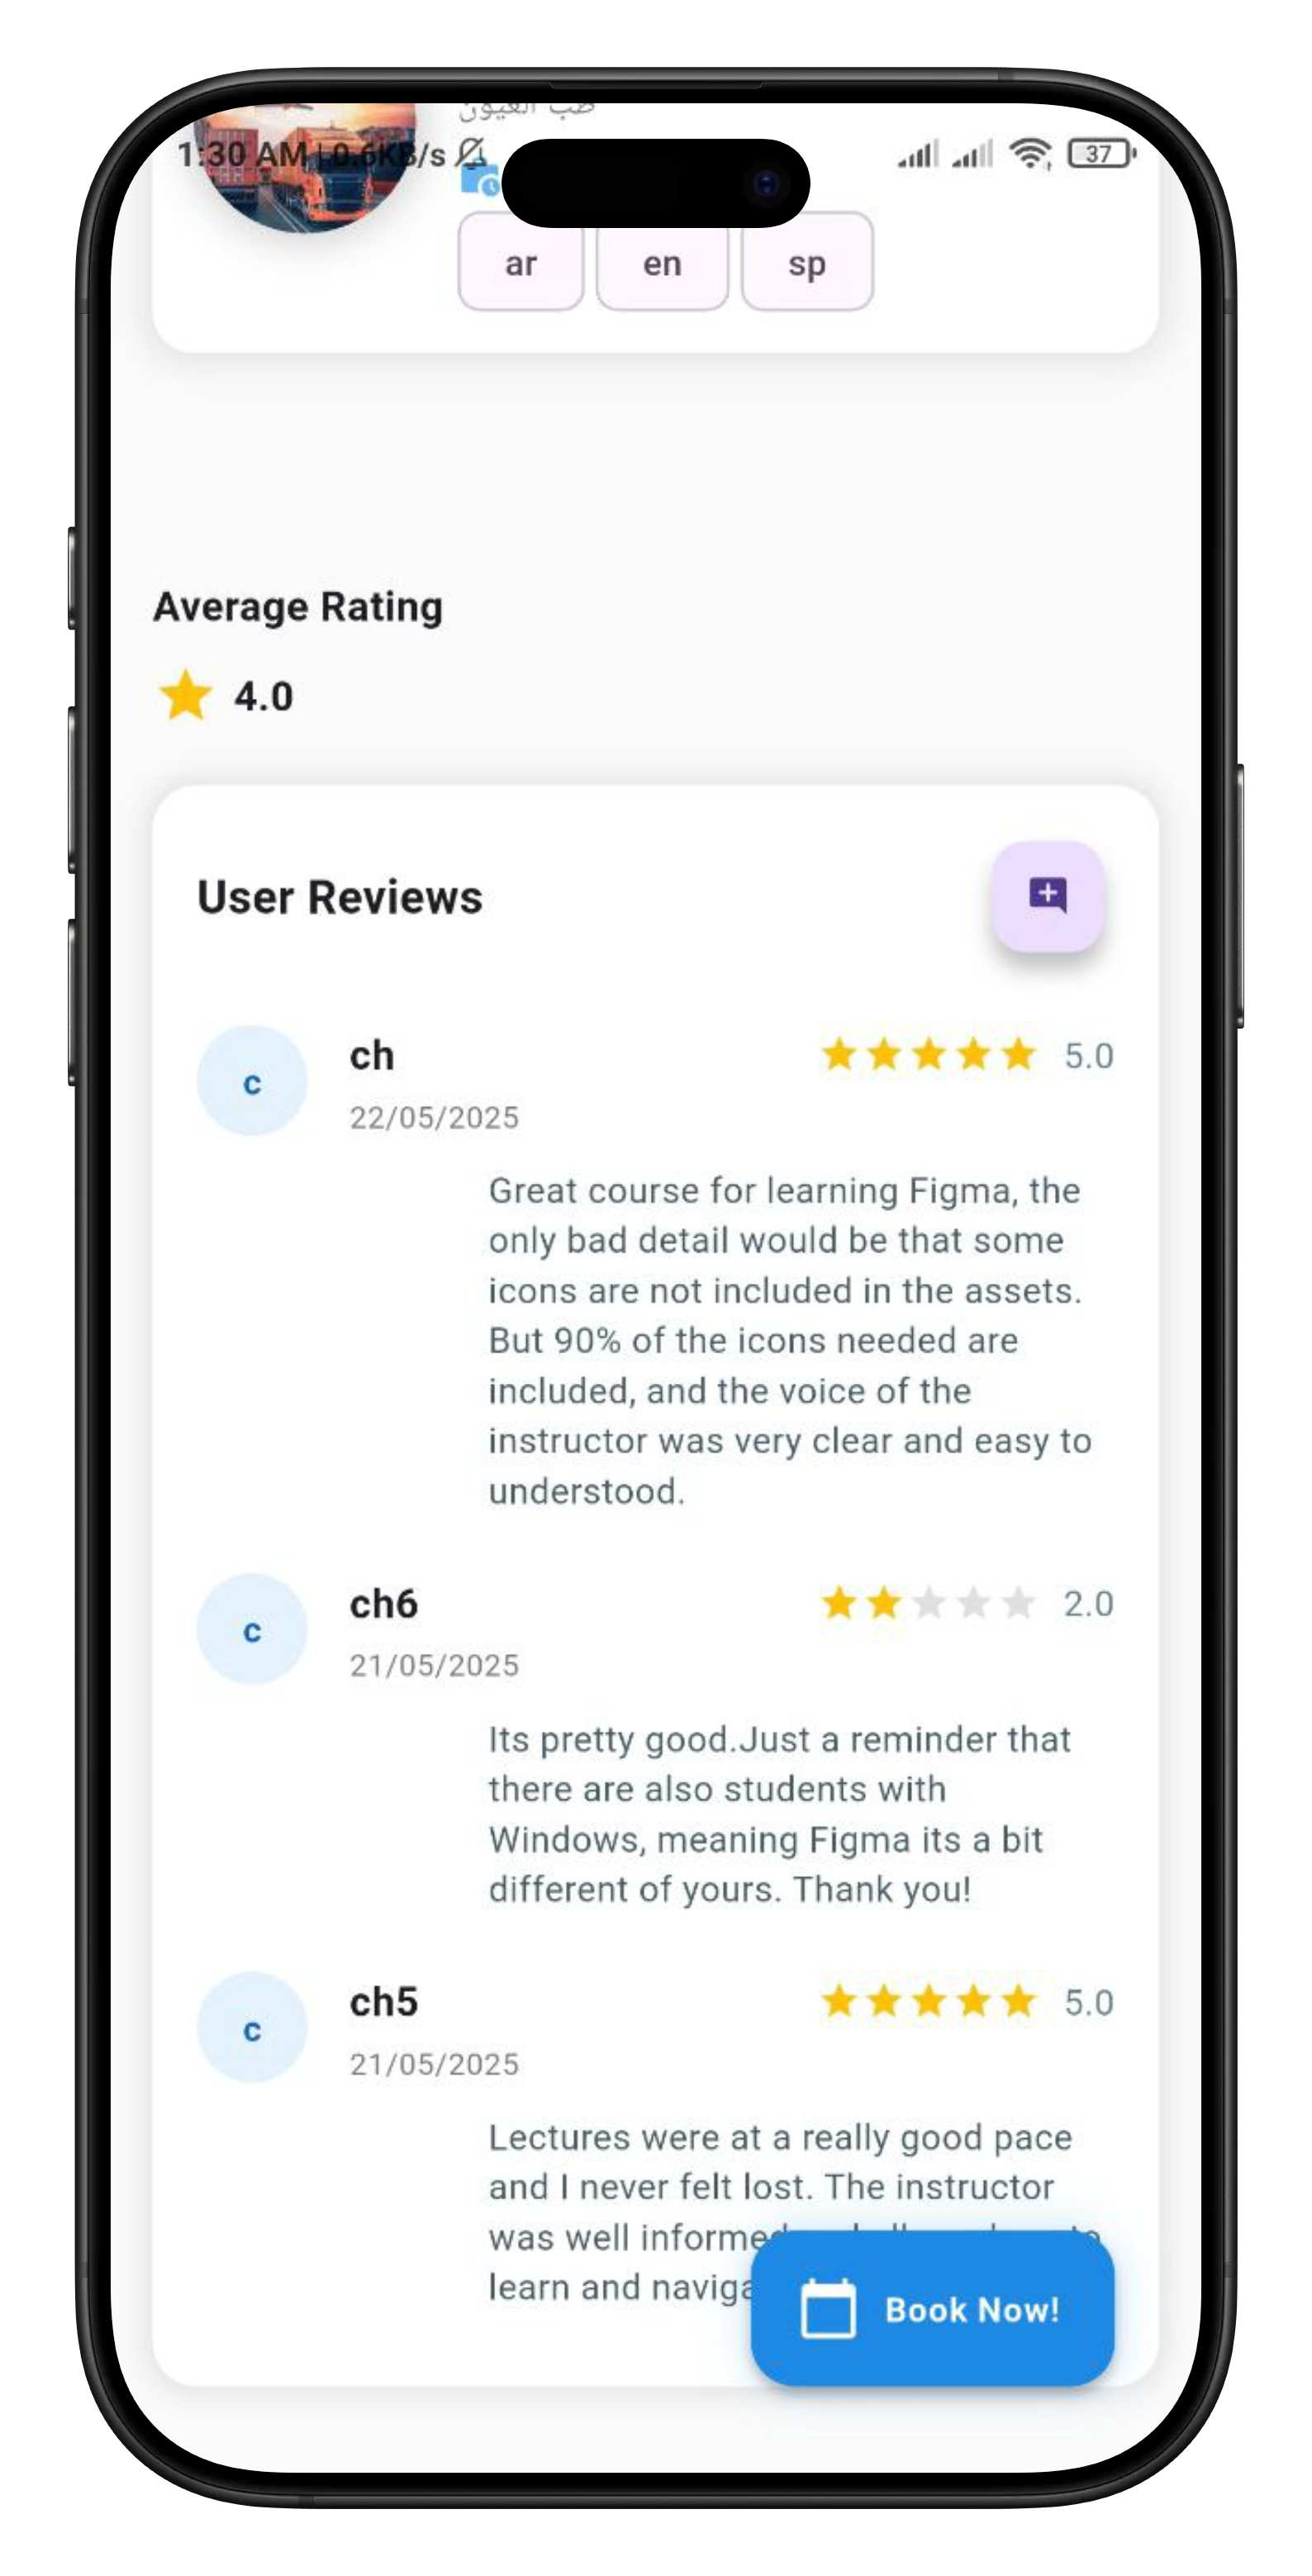 طب العيون
1:30 AM | 0.6KB/s
37
ar
en
sp
Average Rating
4.0
User Reviews
c
ch
5.0
22/05/2025
Great course for learning Figma, the
only bad detail would be that some
icons are not included in the assets.
But 90% of the icons needed are
included, and the voice of the
instructor was very clear and easy to
understood.
c
ch6
2.0
21/05/2025
Its pretty good.Just a reminder that
there are also students with
Windows, meaning Figma its a bit
different of yours. Thank you!
c
ch5
5.0
21/05/2025
Lectures were at a really good pace
and I never felt lost. The instructor
was well informed
learn and
Book Now!